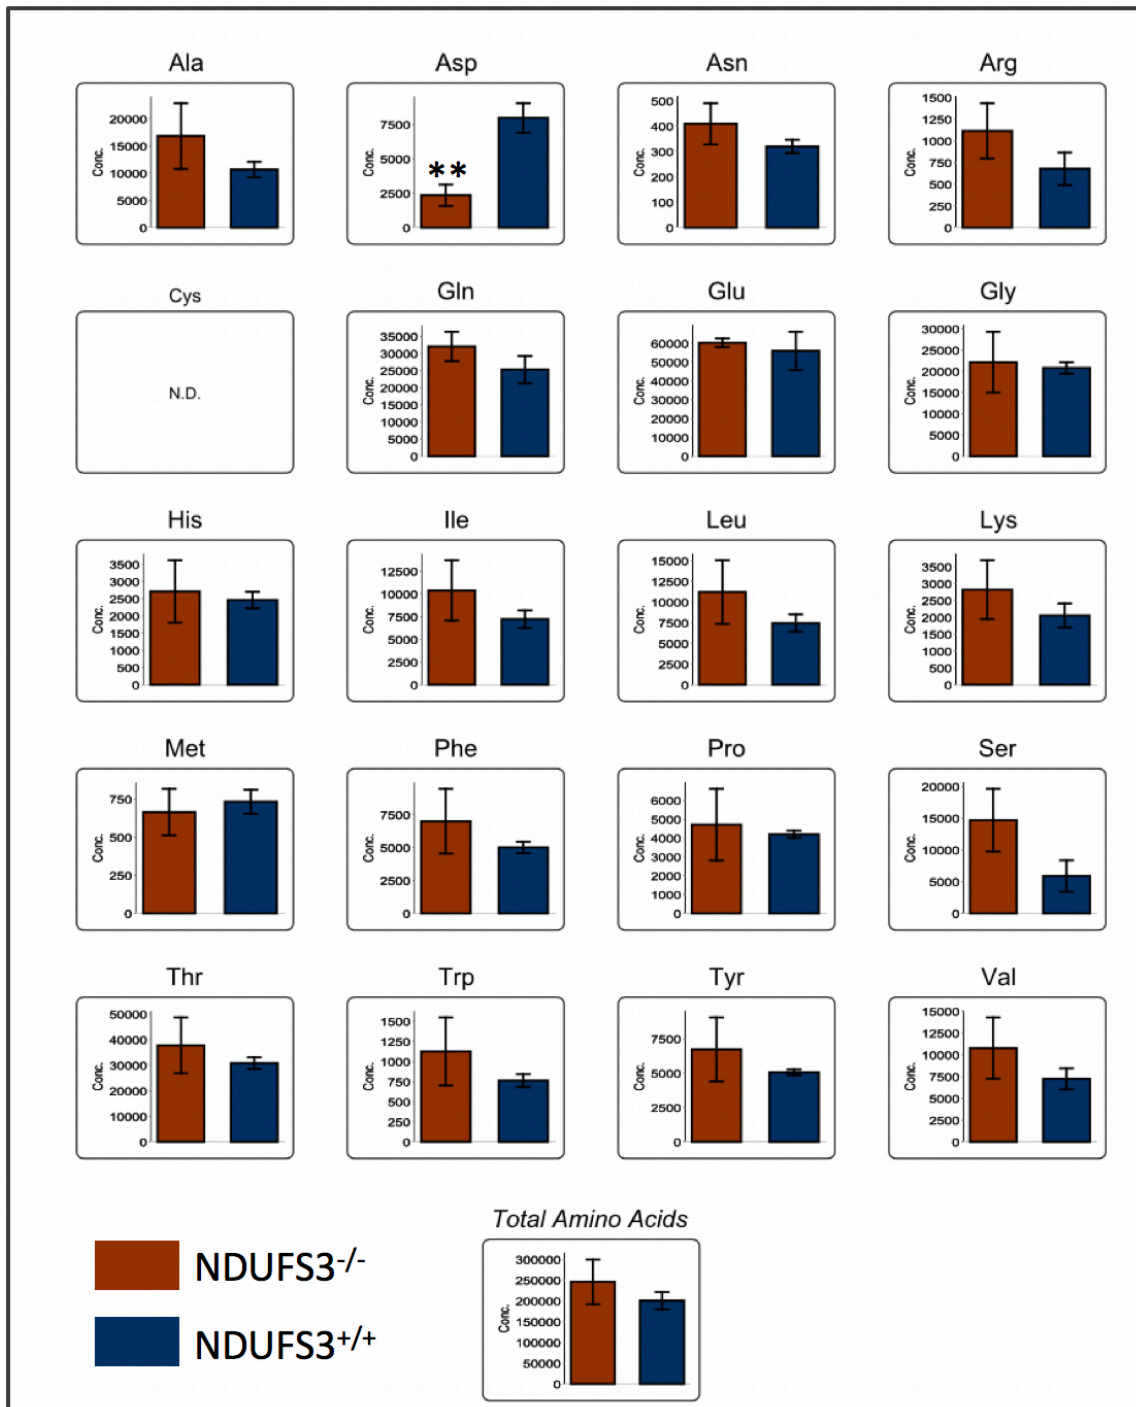 Ala
Asp
Asn
Arg
Conc.
20000
15000
10000
5000
0
Conc.
7500
5000
2500
0
**
Conc.
500
400
300
200
100
0
Conc.
1500
1250
1000
750
500
250
0
Cys
Gln
Glu
Gly
N.D.
Conc.
35000
30000
25000
20000
15000
10000
5000
0
Conc.
60000
50000
40000
30000
20000
10000
0
Conc.
30000
25000
20000
15000
10000
5000
0
His
Ile
Leu
Lys
Conc.
3500
3000
2500
2000
1500
1000
500
0
Conc.
12500
10000
7500
5000
2500
0
Conc.
15000
12500
10000
7500
5000
2500
0
Conc.
3500
3000
2500
2000
1500
1000
500
0
Met
Phe
Pro
Ser
Conc.
750
500
250
0
Conc.
7500
5000
2500
0
Conc.
6000
5000
4000
3000
2000
1000
0
Conc.
20000
15000
10000
5000
0
Thr
Trp
Tyr
Val
Conc.
50000
40000
30000
20000
10000
0
Conc.
1500
1250
1000
750
500
250
0
Conc.
7500
5000
2500
0
Conc.
15000
12500
10000
7500
5000
2500
0
Total Amino Acids
Conc.
300000
250000
200000
150000
100000
50000
0
NDUFS3-/-
NDUFS3+/+